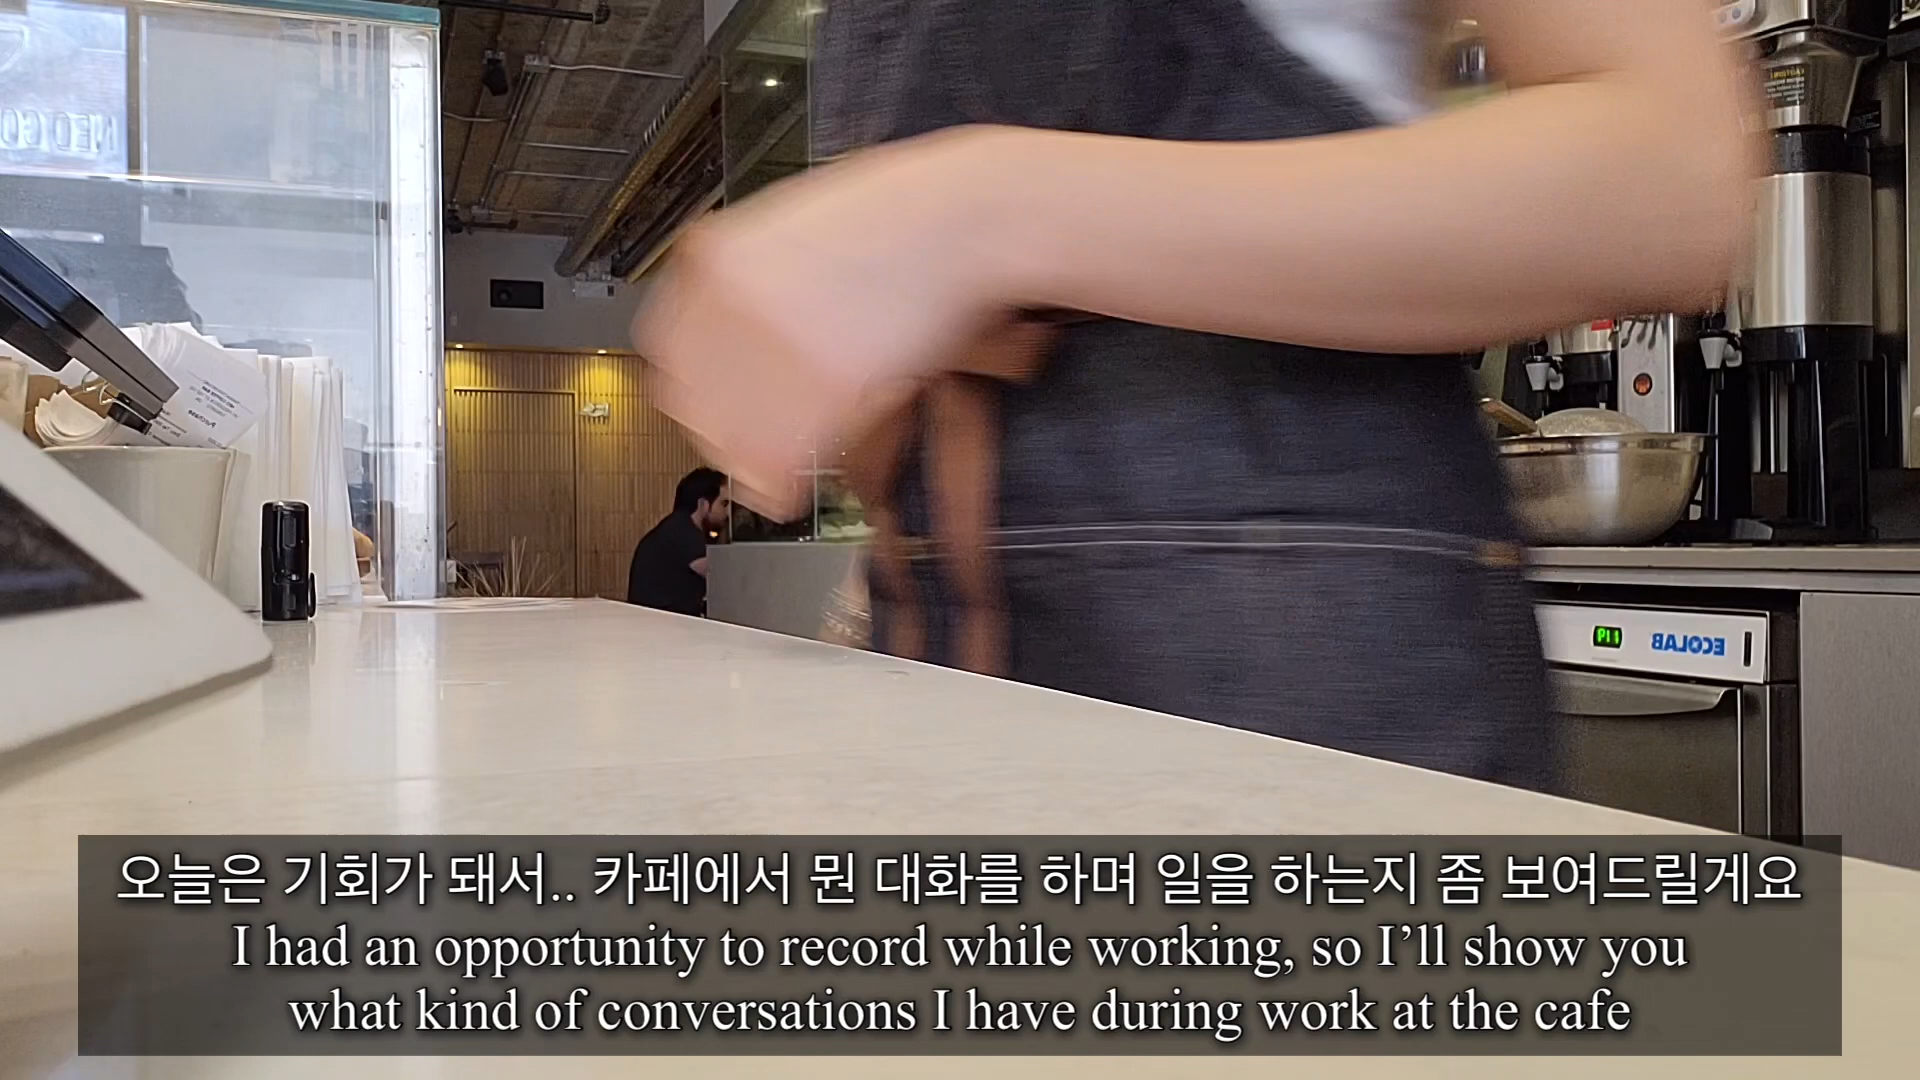 ECOLAB
오늘은 기회가 돼서.. 카페에서 뭔 대화를 하며 일을 하는지 좀 보여드릴게요
I had an opportunity to record while working, so I’ll show you
what kind of conversations I have during work at the cafe